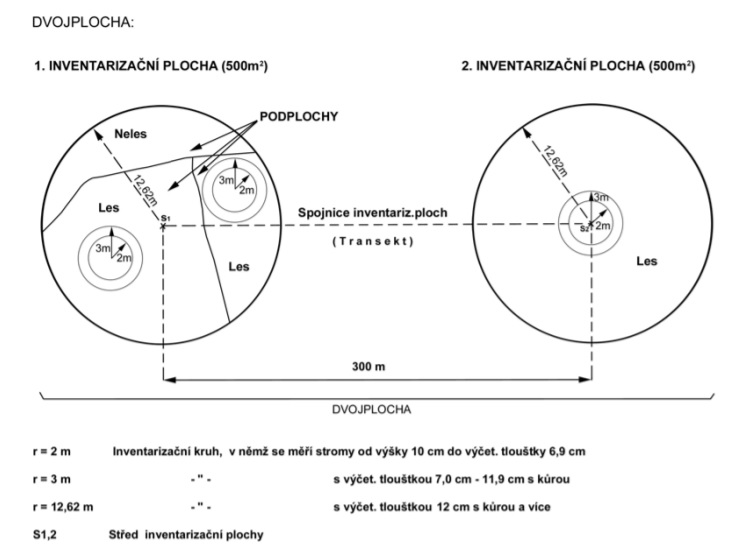 DVOJPLOCHA:
1. INVENTARIZAČNÍ PLOCHA (500m²)
2. INVENTARIZAČNÍ PLOCHA (500m²)
PODPLOCHY
Neles
12,62m
12,62m
3m
2m
Les
S1
Spojnice inventariz.ploch
(Transekt)
3m
S2
2m
3m
2m
Les
Les
300 m
DVOJPLOCHA
r = 2 m Inventarizační kruh, v němž se měří stromy od výšky 10 cm do výčet. tloušťky 6,9 cm
r = 3 m - " - s výčet. tloušťkou 7,0 cm - 11,9 cm s kůrou
r = 12,62 m - " - s výčet. tloušťkou 12 cm s kůrou a více
S1,2 Střed inventarizační plochy